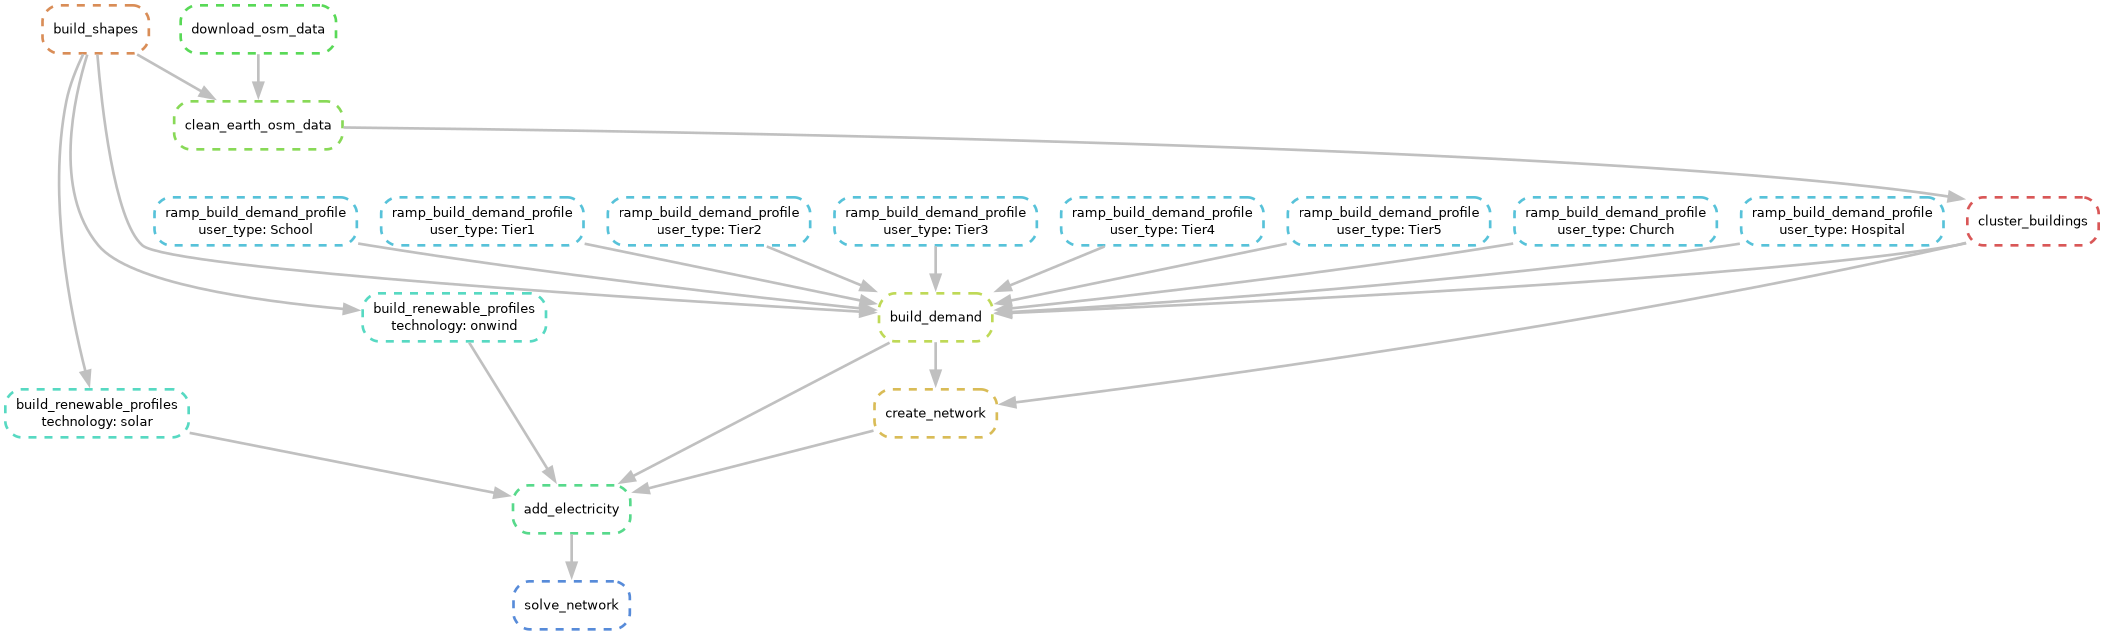 build_shapes
download_osm_data
clean_earth_osm_data
ramp_build_demand_profile
user_type: School
ramp_build_demand_profile
user_type: Tier1
ramp_build_demand_profile
user_type: Tier2
ramp_build_demand_profile
user_type: Tier3
ramp_build_demand_profile
user_type: Tier4
ramp_build_demand_profile
user_type: Tier5
ramp_build_demand_profile
user_type: Church
ramp_build_demand_profile
user_type: Hospital
cluster_buildings
build_renewable_profiles
technology: onwind
build_demand
build_renewable_profiles
technology: solar
create_network
add_electricity
solve_network